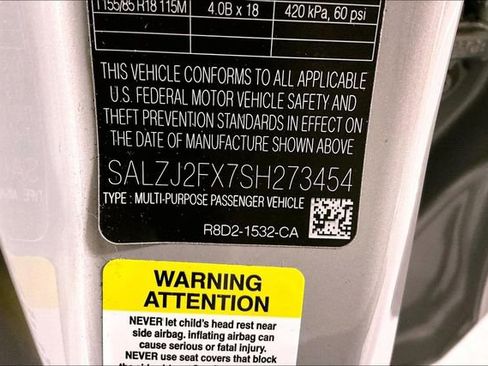 T155/85 R18 115M 4.0B x 18 420 kPa, 60 psi
THIS VEHICLE CONFORMS TO ALL APPLICABLE
U.S. FEDERAL MOTOR VEHICLE SAFETY AND
THEFT PREVENTION STANDARDS IN EFFECT ON
THE DATE OF MANUFACTURE SHOWN ABOVE
SALZJ2FX7SH273454
TYPE : MULTI-PURPOSE PASSENGER VEHICLE
R8D2-1532-CA
WARNING
ATTENTION
NEVER let child's head rest near
side airbag. inflating airbag can
cause serious or fatal injury.
NEVER use seat covers that block